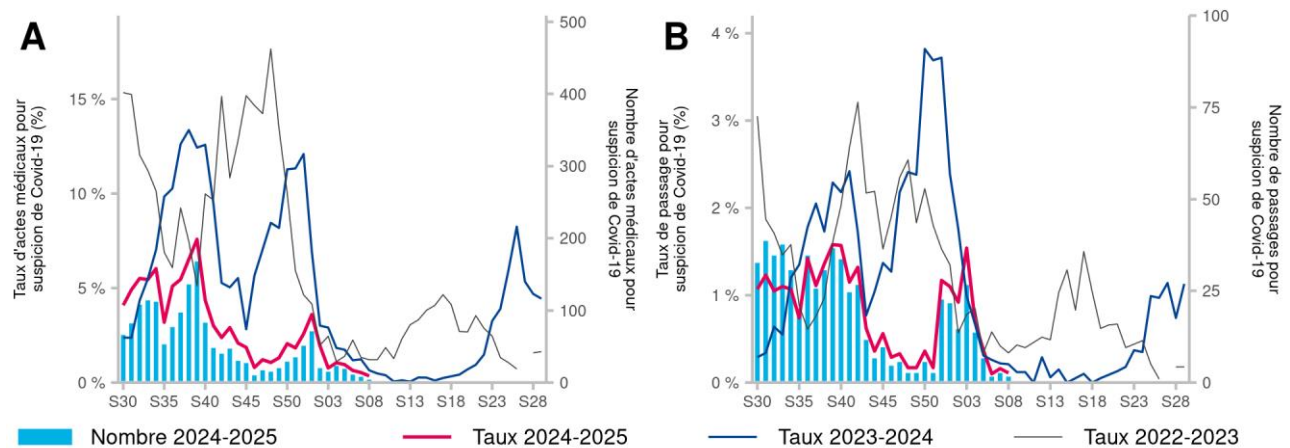 A
B
Taux d'actes médicaux pour
suspicion de Covid-19 (%)
15 %
10 %
5 %
0 %
500
400
300
200
100
0
Nombre d'actes médicaux pour
suspicion de Covid-19
S30 S35 S40 S45 S50 S03 S08 S13 S18 S23 S28
Taux de passage pour
suspicion de Covid-19 (%)
4 %
3 %
2 %
1 %
0 %
100
75
50
25
0
Nombre de passages pour
suspicion de Covid-19
S30 S35 S40 S45 S50 S03 S08 S13 S18 S23 S28
Nombre 2024-2025 Taux 2024-2025 Taux 2023-2024 Taux 2022-2023